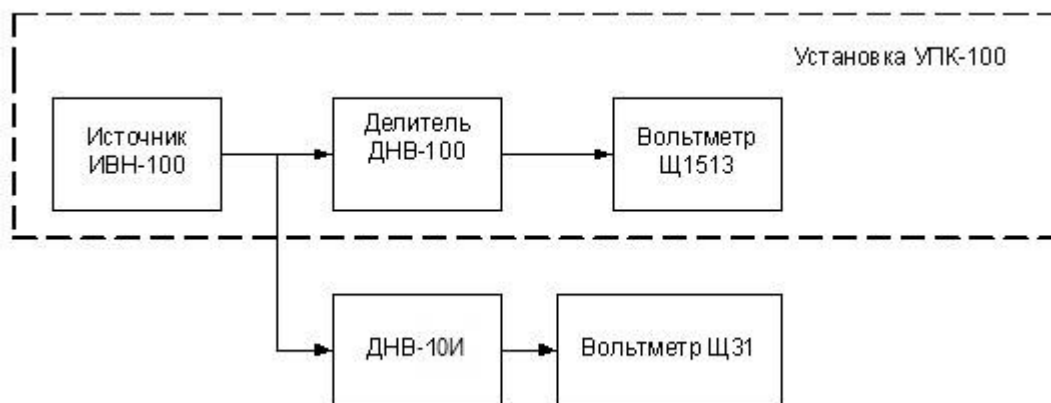 Установка УПК-100
Источник
ИВН-100
Делитель
ДНВ-100
Вольтметр
Щ1513
ДНВ-10И
Вольтметр Щ31